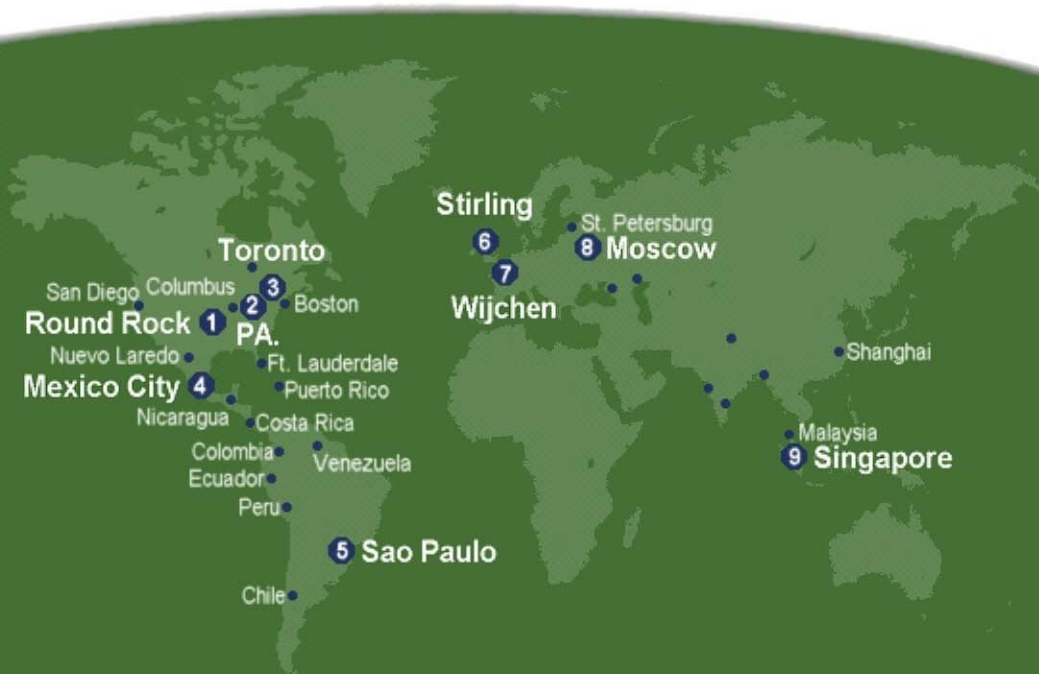 Stirling
6
St. Petersburg
8 Moscow
Toronto
7
San Diego
Columbus
3
2
Boston
Round Rock 1
PA.
Wijchen
Nuevo Laredo
Ft. Lauderdale
Shanghai
Mexico City 4
Puerto Rico
Nicaragua
Costa Rica
Malaysia
Colombia
Venezuela
9 Singapore
Ecuador
Peru
5 Sao Paulo
Chile